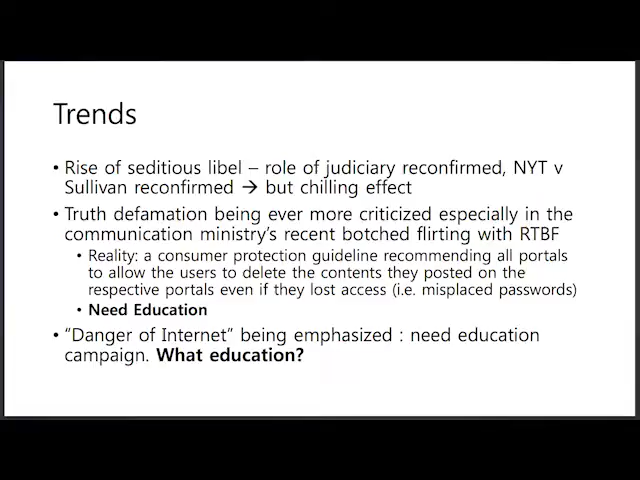 Trends
• Rise of seditious libel – role of judiciary reconfirmed, NYT v
Sullivan reconfirmed → but chilling effect
• Truth defamation being ever more criticized especially in the
communication ministry's recent botched flirting with RTBF
• Reality: a consumer protection guideline recommending all portals
to allow the users to delete the contents they posted on the
respective portals even if they lost access (i.e. misplaced passwords)
• Need Education
• “Danger of Internet” being emphasized : need education
campaign. What education?